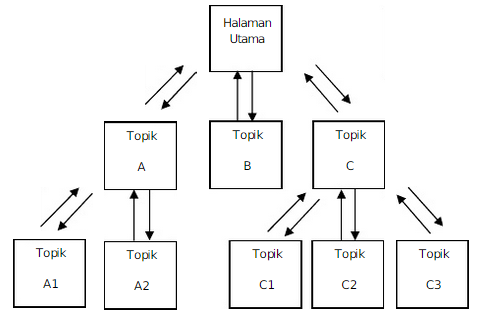 Halaman
Utama
Topik
A
Topik
B
Topik
C
Topik
A1
Topik
A2
Topik
C1
Topik
C2
Topik
C3